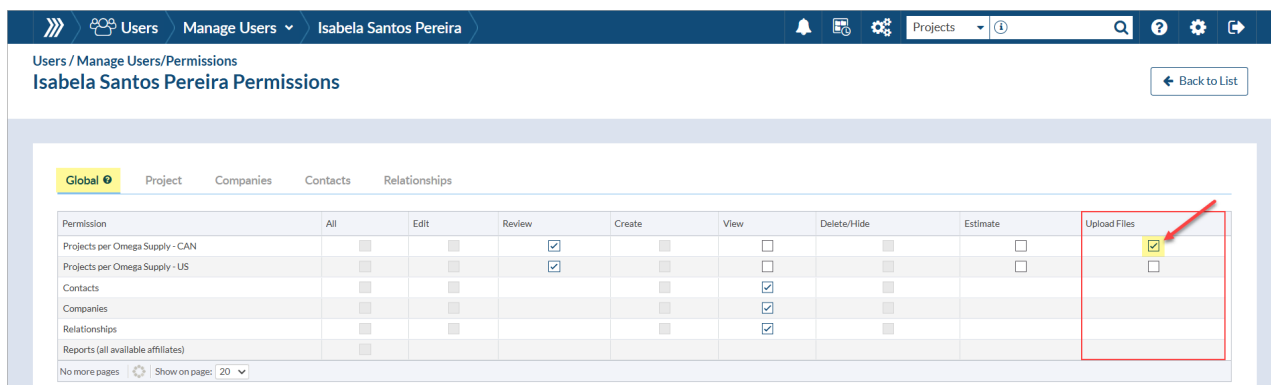 Users Manage Users Isabela Santos Pereira Projects
Users / Manage Users/Permissions
Isabela Santos Pereira Permissions
Back to List
Global Project Companies Contacts Relationships
Permission All Edit Review Create View Delete/Hide Estimate Upload Files
Projects per Omega Supply - CAN
Projects per Omega Supply - US
Contacts
Companies
Relationships
Reports (all available affiliates)
No more pages Show on page: 20